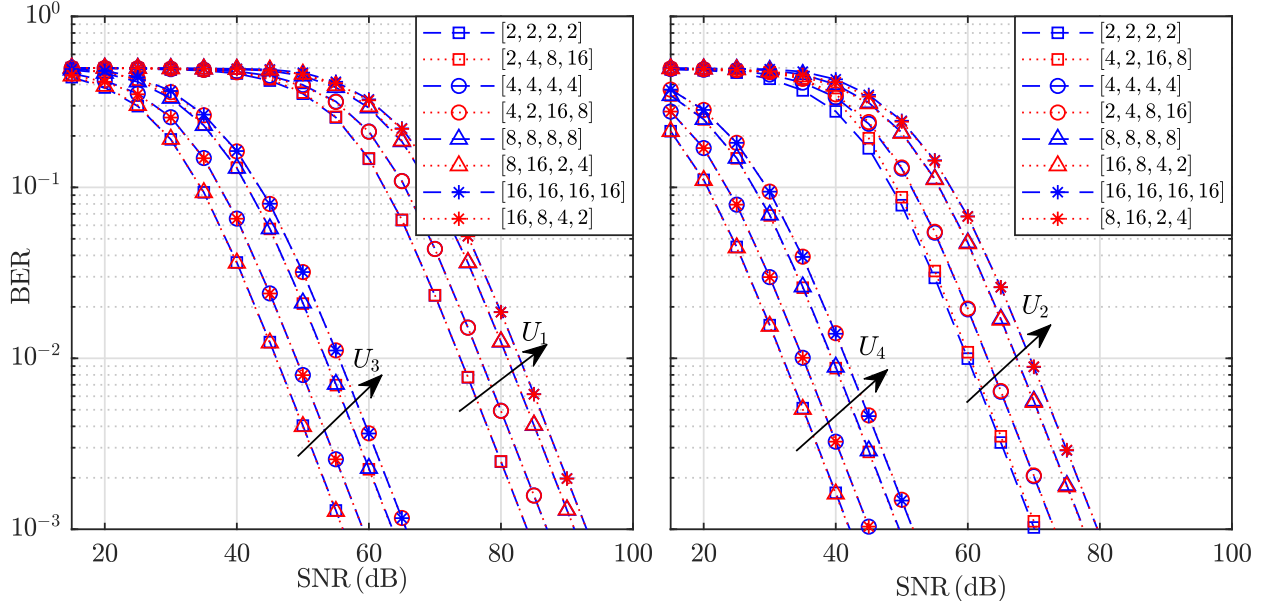 10^0
10^{-1}
10^{-2}
10^{-3}
BER
[2, 2, 2, 2]
[2, 4, 8, 16]
[4, 4, 4, 4]
[4, 2, 16, 8]
[8, 8, 8, 8]
[8, 16, 2, 4]
[16, 16, 16, 16]
[16, 8, 4, 2]
U_3
U_1
20 40 60 80 100
SNR (dB)
[2, 2, 2, 2]
[4, 2, 16, 8]
[4, 4, 4, 4]
[2, 4, 8, 16]
[8, 8, 8, 8]
[16, 8, 4, 2]
[16, 16, 16, 16]
[8, 16, 2, 4]
U_4
U_2
20 40 60 80 100
SNR (dB)